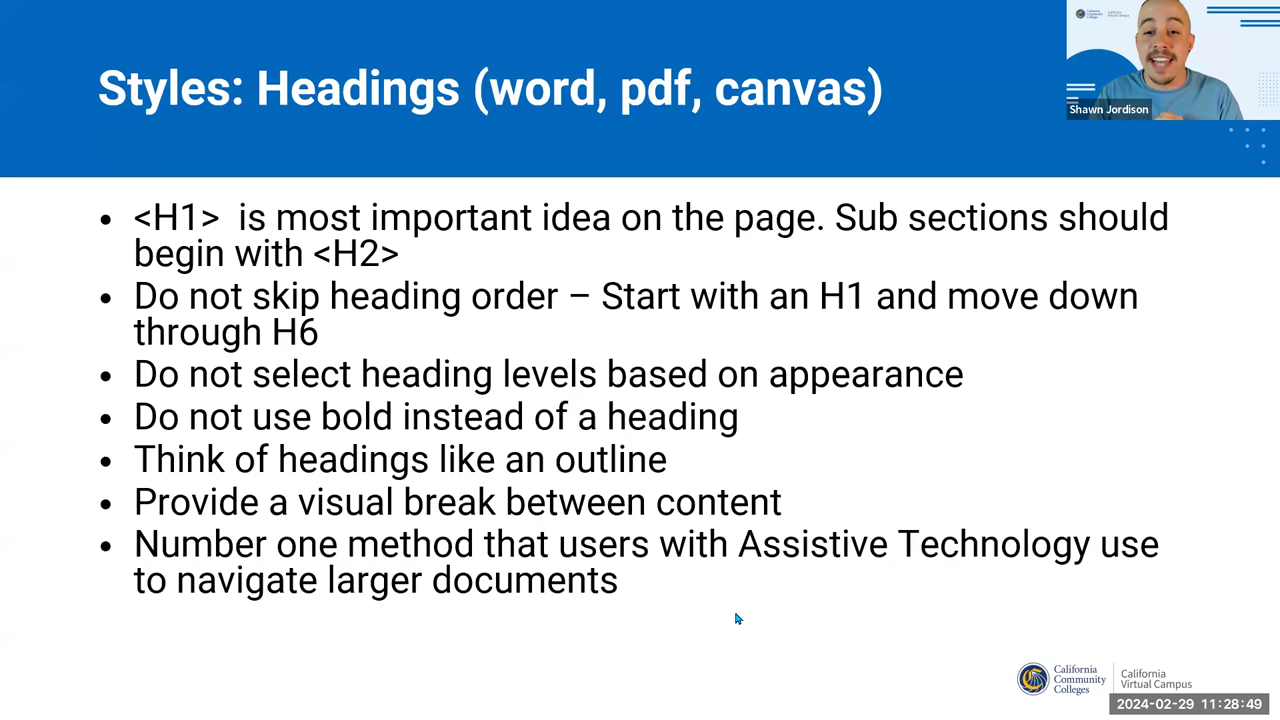 Styles: Headings (word, pdf, canvas)
Shawn Jordison
• <H1>  is most important idea on the page. Sub sections should
begin with <H2>
• Do not skip heading order – Start with an H1 and move down
through H6
• Do not select heading levels based on appearance
• Do not use bold instead of a heading
• Think of headings like an outline
• Provide a visual break between content
• Number one method that users with Assistive Technology use
to navigate larger documents
California
Community
Colleges
California
Virtual Campus
2024-02-29 11:28:49